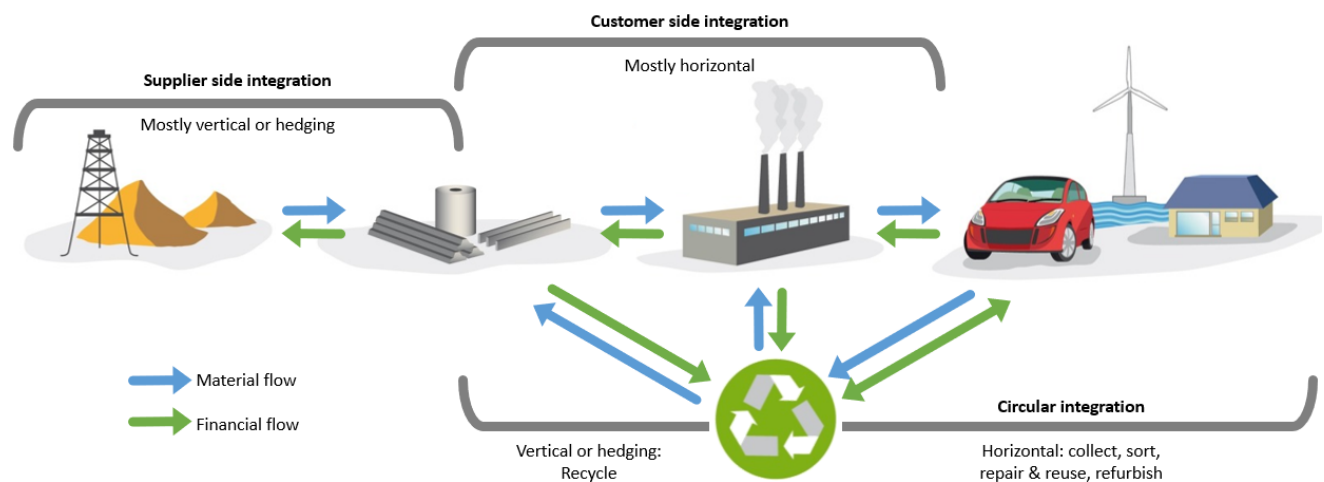 Customer side integration
Mostly horizontal
Supplier side integration
Mostly vertical or hedging
Material flow
Financial flow
Circular integration
Vertical or hedging:
Recycle
Horizontal: collect, sort,
repair & reuse, refurbish